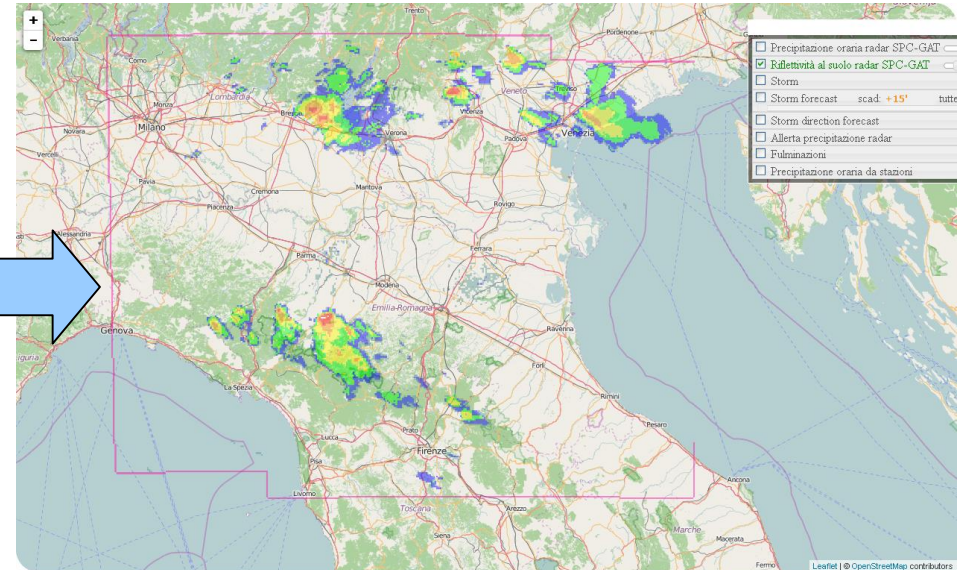 +
-
Trento
Pordenone
Verbania
Como
Lombardia
Monza
Brescia
Veneto
Treviso
Vicenza
Novara
Milano
Verona
Padova
Venezia
Vercelli
Pavia
Cremona
Mantova
Piacenza
Rovigo
Alessandria
Parma
Ferrara
Modena
Emilia-Romagna
Genova
Ravenna
Forlì
La Spezia
Rimini
Prato
Lucca
Pesaro
Firenze
Pisa
Livorno
Ancona
Toscana
Arezzo
Siena
Marche
Macerata
Fermo
Precipitazione oraria radar SPC-GAT
Riflettività al suolo radar SPC-GAT
Storm
Storm forecast scad: +15' tutte
Storm direction forecast
Allerta precipitazione radar
Fulminazioni
Precipitazione oraria da stazioni
Leaflet | © OpenStreetMap contributors